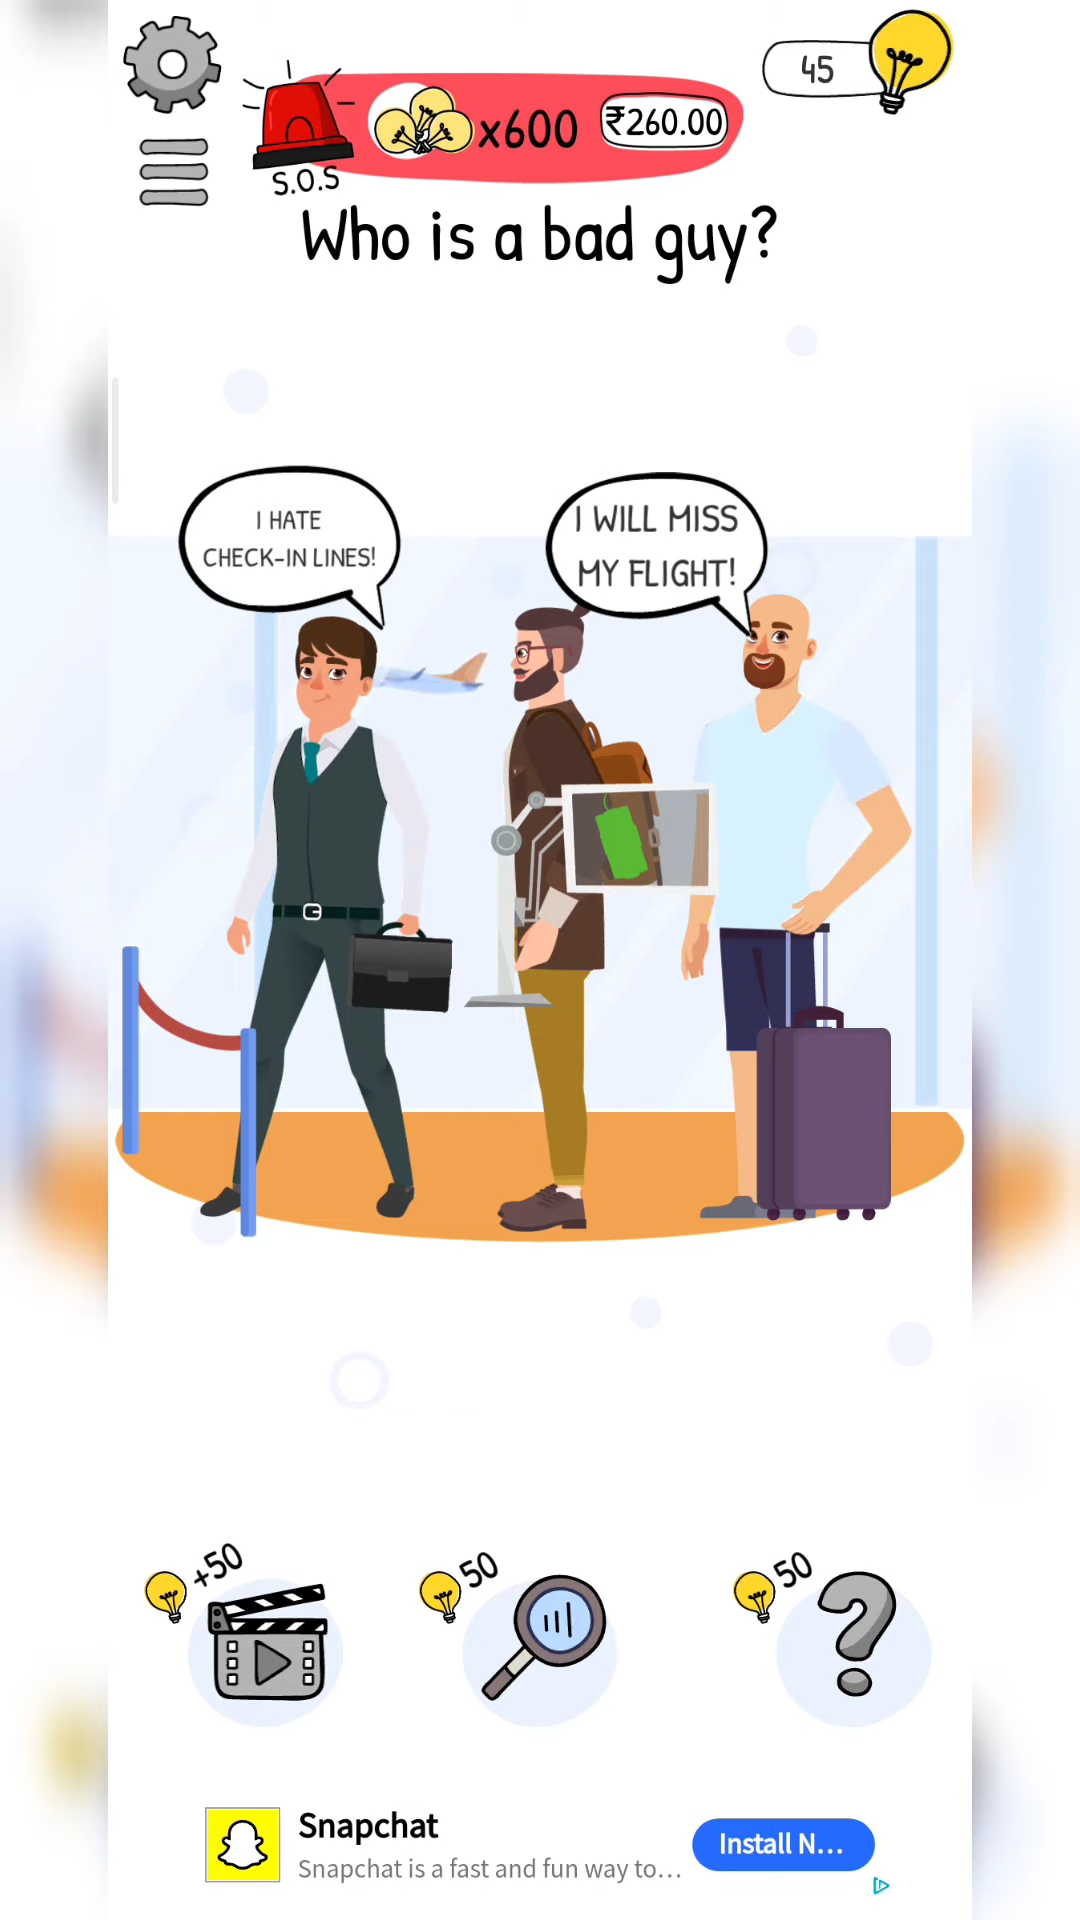 45
x600
₹260.00
S.O.S
Who is a bad guy?
I HATE
CHECK-IN LINES!
I WILL MISS
MY FLIGHT!
+50
50
50
Snapchat
Snapchat is a fast and fun way to...
Install N...